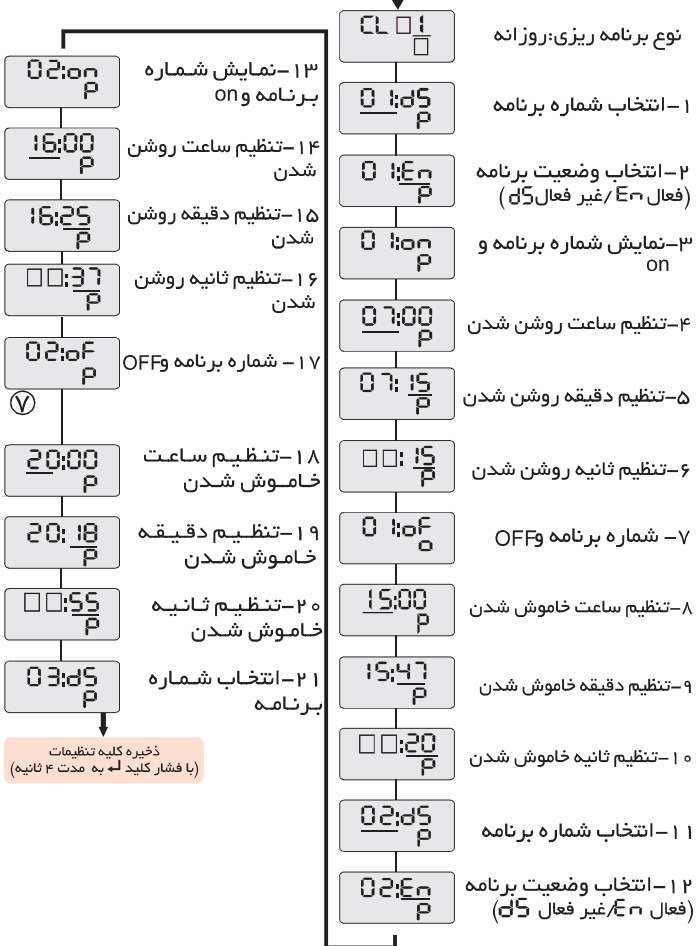 CL □1
□
نوع برنامه ریزی:روزانه
01:dS
P
۱-انتخاب شماره برنامه
01:En
P
۲-انتخاب وضعیت برنامه
(فعال En/غیر فعالdS)
01:on
P
۳-نمایش شماره برنامه و
on
07:00
P
۴-تنظیم ساعت روشن شدن
07:15
P
۵-تنظیم دقیقه روشن شدن
□□:15
P
۶-تنظیم ثانیه روشن شدن
01:oF
o
۷- شماره برنامه وOFF
15:00
P
۸-تنظیم ساعت خاموش شدن
15:47
P
۹-تنظیم دقیقه خاموش شدن
□□:20
P
۱۰-تنظیم ثانیه خاموش شدن
02:dS
P
۱۱-انتخاب شماره برنامه
02:En
P
۱۲-انتخاب وضعیت برنامه
(فعال En/غیر فعال dS)
02:on
P
۱۳-نمایش شماره
برنامه وon
16:00
P
۱۴-تنظیم ساعت روشن
شدن
16:25
P
۱۵-تنظیم دقیقه روشن
شدن
□□:37
P
۱۶-تنظیم ثانیه روشن
شدن
02:oF
P
۱۷- شماره برنامه وOFF
۷
20:00
P
۱۸-تنظیم ساعت
خاموش شدن
20:18
P
۱۹-تنظیم دقیقه
خاموش شدن
□□:55
P
۲۰-تنظیم ثانیه
خاموش شدن
03:dS
P
۲۱-انتخاب شماره
برنامه
ذخیره کلیه تنظیمات
(با فشار کلید ↵ به مدت ۴ ثانیه)